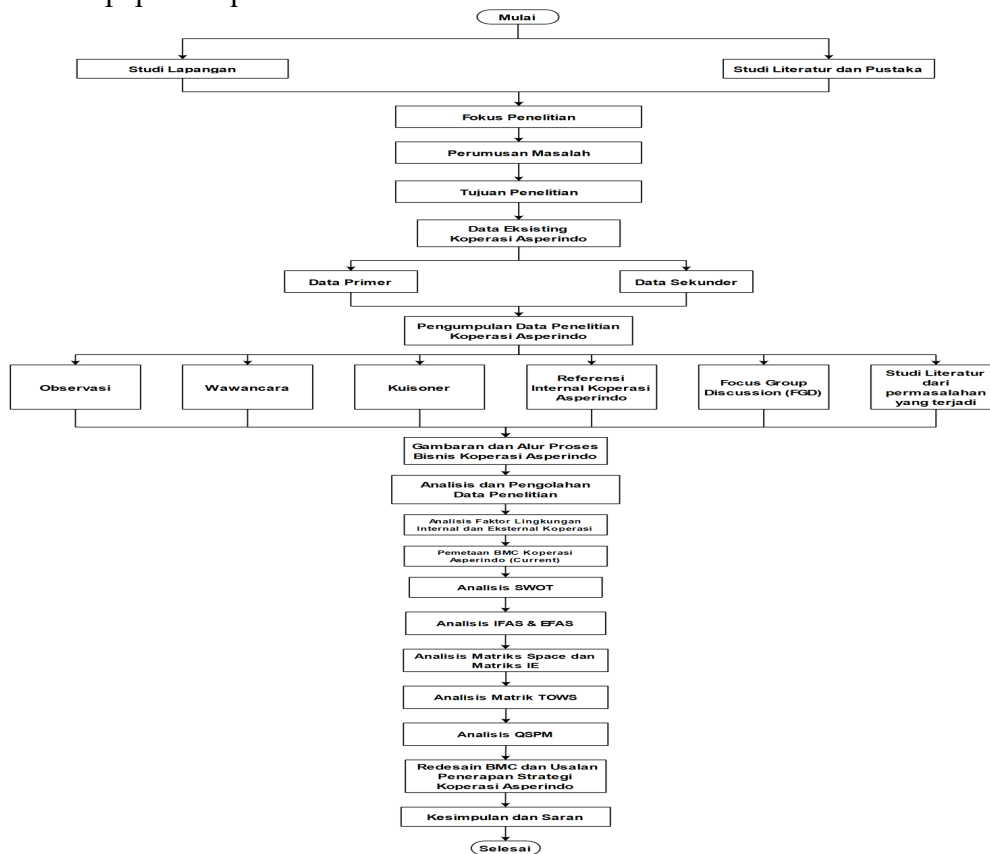 Mulai
Studi Lapangan
Studi Literatur dan Pustaka
Fokus Penelitian
Perumusan Masalah
Tujuan Penelitian
Data Eksisting
Koperasi Asperindo
Data Primer
Data Sekunder
Pengumpulan Data Penelitian
Koperasi Asperindo
Observasi
Wawancara
Kuisoner
Referensi
Internal Koperasi
Asperindo
Focus Group
Discussion (FGD)
Studi Literatur
dari
permasalahan
yang terjadi
Gambaran dan Alur Proses
Bisnis Koperasi Asperindo
Analisis dan Pengolahan
Data Penelitian
Analisis Faktor Lingkungan
Internal dan Eksternal Koperasi
Pemetaan BMC Koperasi
Asperindo (Current)
Analisis SWOT
Analisis IFAS & EFAS
Analisis Matriks Space dan
Matriks IE
Analisis Matrik TOWS
Analisis QSPM
Redesain BMC dan Usalan
Penerapan Strategi
Koperasi Asperindo
Kesimpulan dan Saran
Selesai